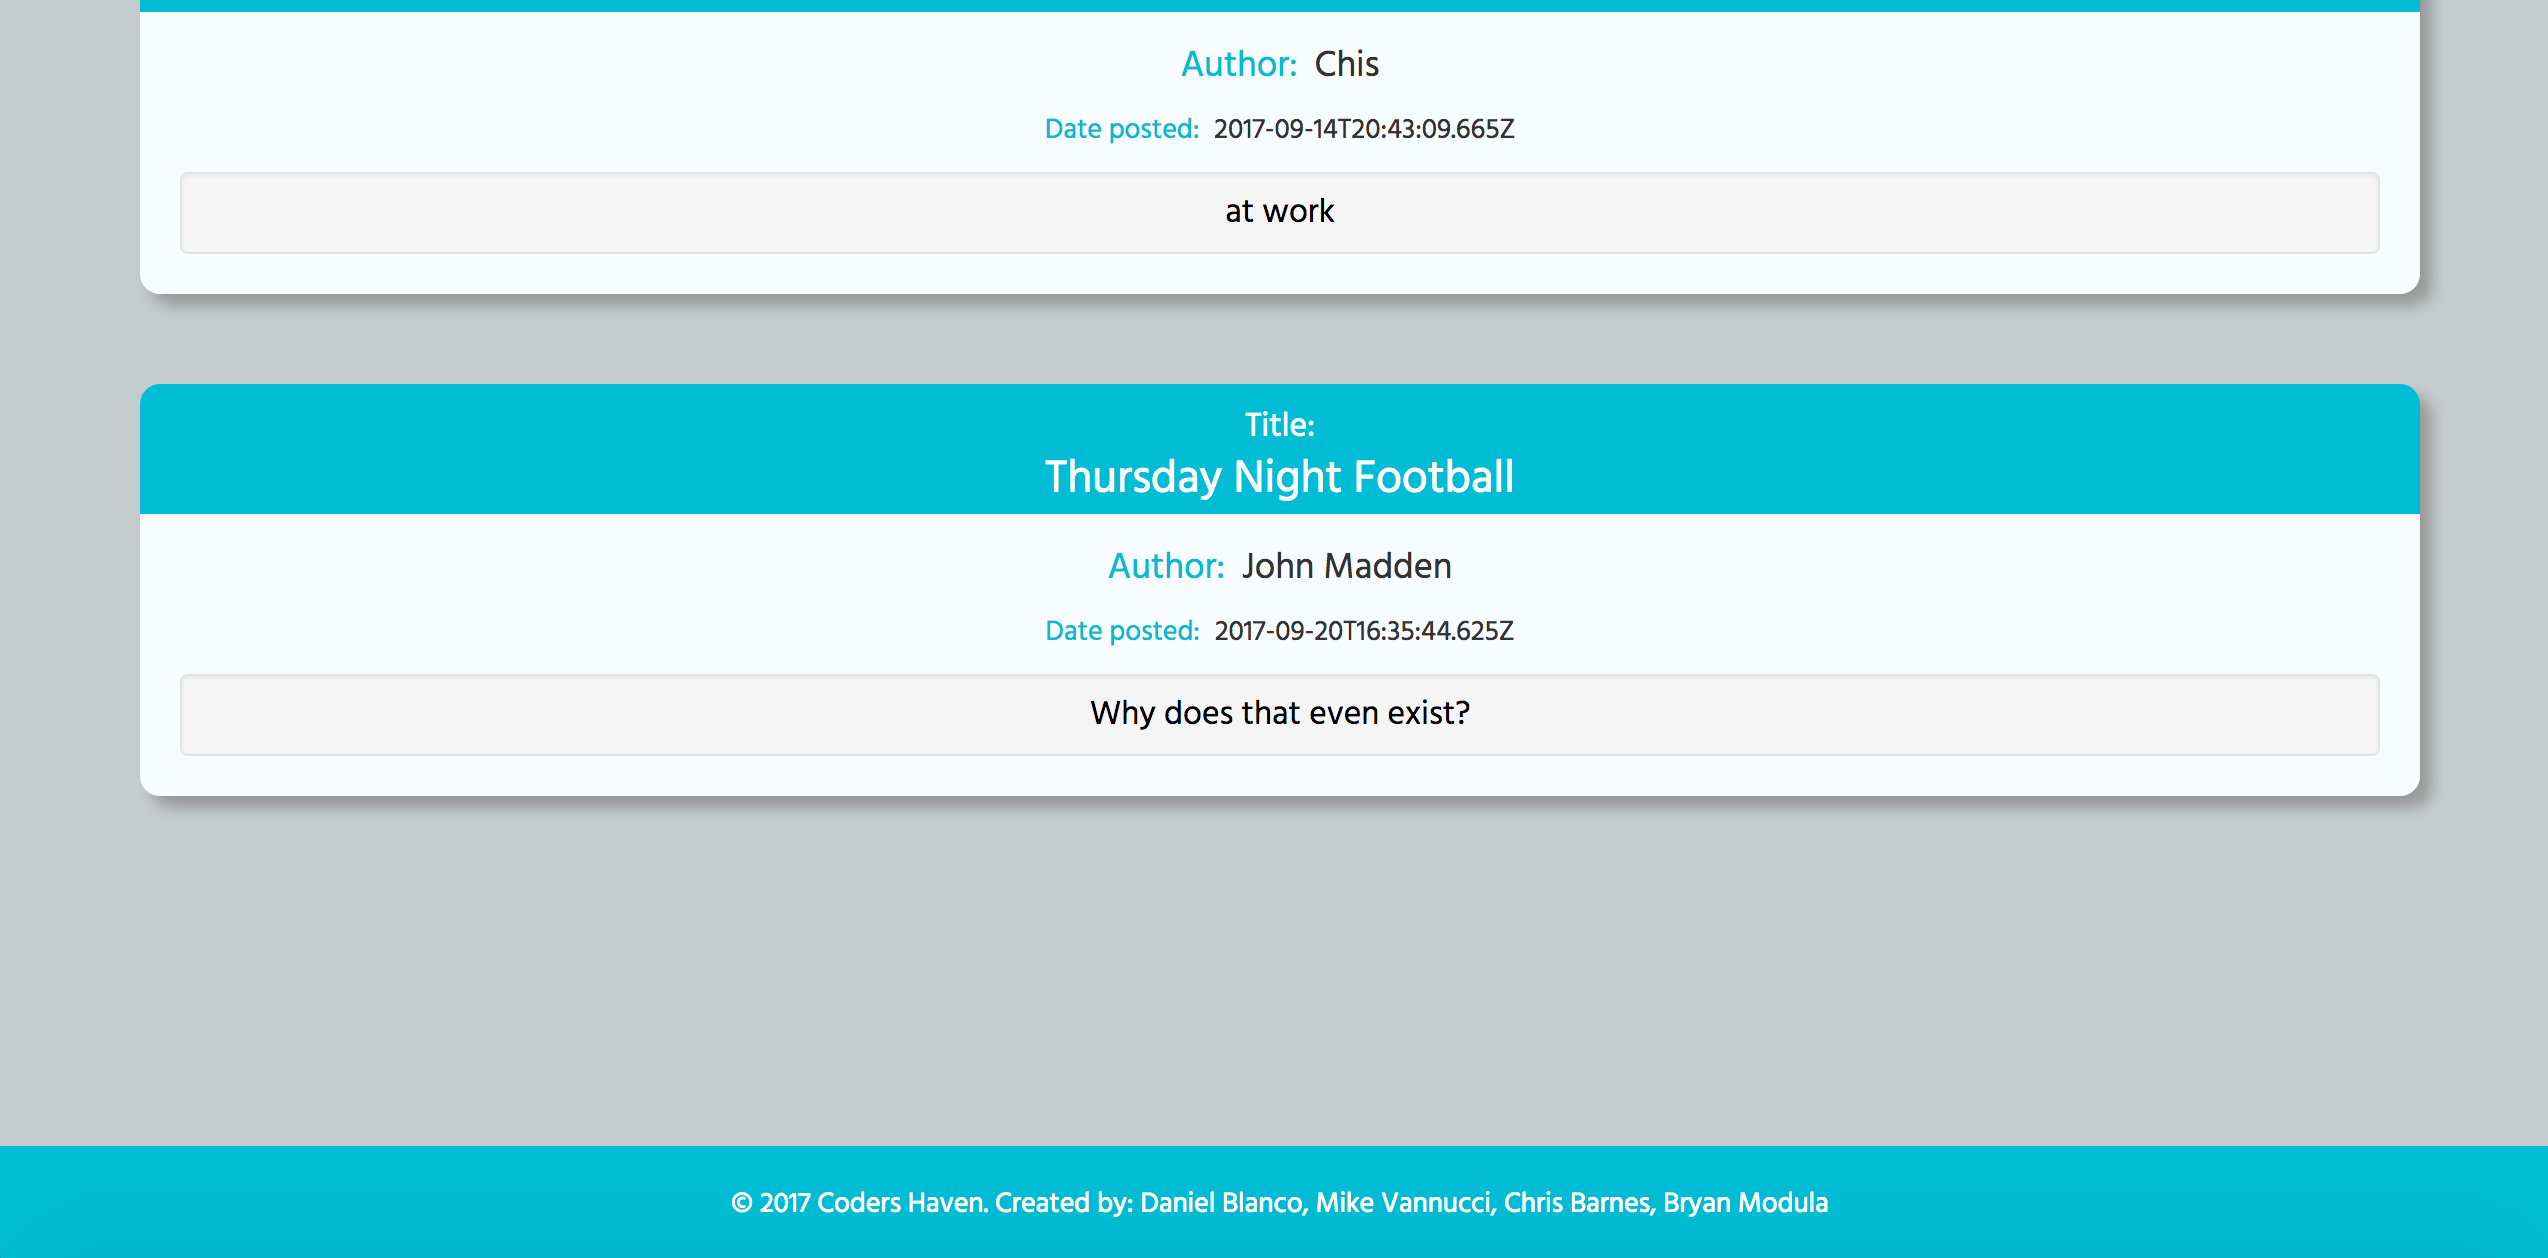 Author: Chis
Date posted: 2017-09-14T20:43:09.665Z
at work
Title:
Thursday Night Football
Author: John Madden
Date posted: 2017-09-20T16:35:44.625Z
Why does that even exist?
© 2017 Coders Haven. Created by: Daniel Blanco, Mike Vannucci, Chris Barnes, Bryan Modula